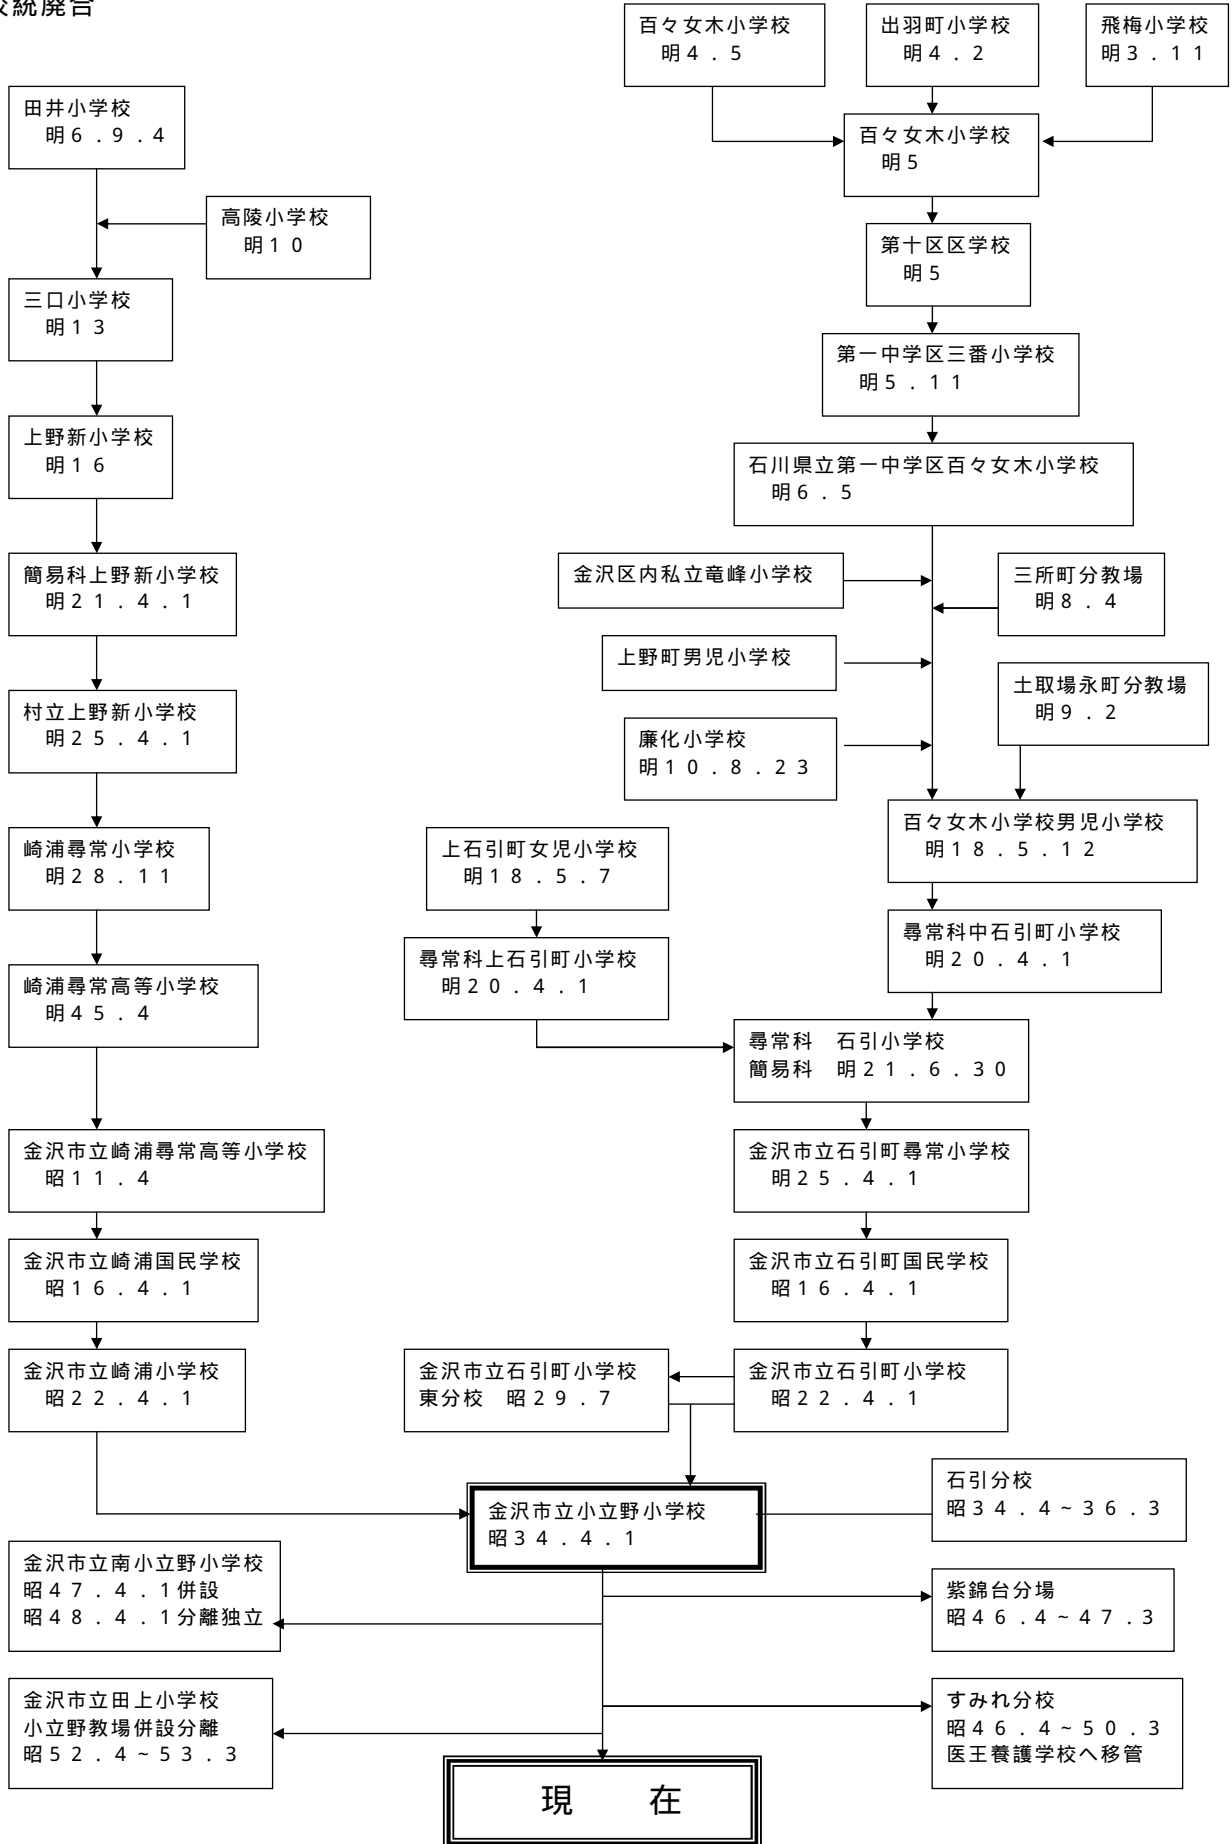 百々女木小学校
明4．5
出羽町小学校
明4．2
飛梅小学校
明3．11
百々女木小学校
明5
第十区区学校
明5
第一中学区三番小学校
明5．11
石川県立第一中学区百々女木小学校
明6．5
金沢区内私立竜峰小学校
三所町分教場
明8．4
上野町男児小学校
土取場永町分教場
明9．2
廉化小学校
明10．8．23
百々女木小学校男児小学校
明18．5．12
尋常科中石引町小学校
明20．4．1
上石引町女児小学校
明18．5．7
尋常科上石引町小学校
明20．4．1
尋常科　石引小学校
簡易科　明21．6．30
金沢市立石引町尋常小学校
明25．4．1
金沢市立石引町国民学校
昭16．4．1
金沢市立石引町小学校
昭22．4．1
金沢市立石引町小学校
東分校　昭29．7
田井小学校
明6．9．4
高陵小学校
明10
三口小学校
明13
上野新小学校
明16
簡易科上野新小学校
明21．4．1
村立上野新小学校
明25．4．1
崎浦尋常小学校
明28．11
崎浦尋常高等小学校
明45．4
金沢市立崎浦尋常高等小学校
昭11．4
金沢市立崎浦国民学校
昭16．4．1
金沢市立崎浦小学校
昭22．4．1
金沢市立小立野小学校
昭34．4．1
石引分校
昭34．4~36．3
金沢市立南小立野小学校
昭47．4．1併設
昭48．4．1分離独立
紫錦台分場
昭46．4~47．3
金沢市立田上小学校
小立野教場併設分離
昭52．4~53．3
すみれ分校
昭46．4~50．3
医王養護学校へ移管
現　在